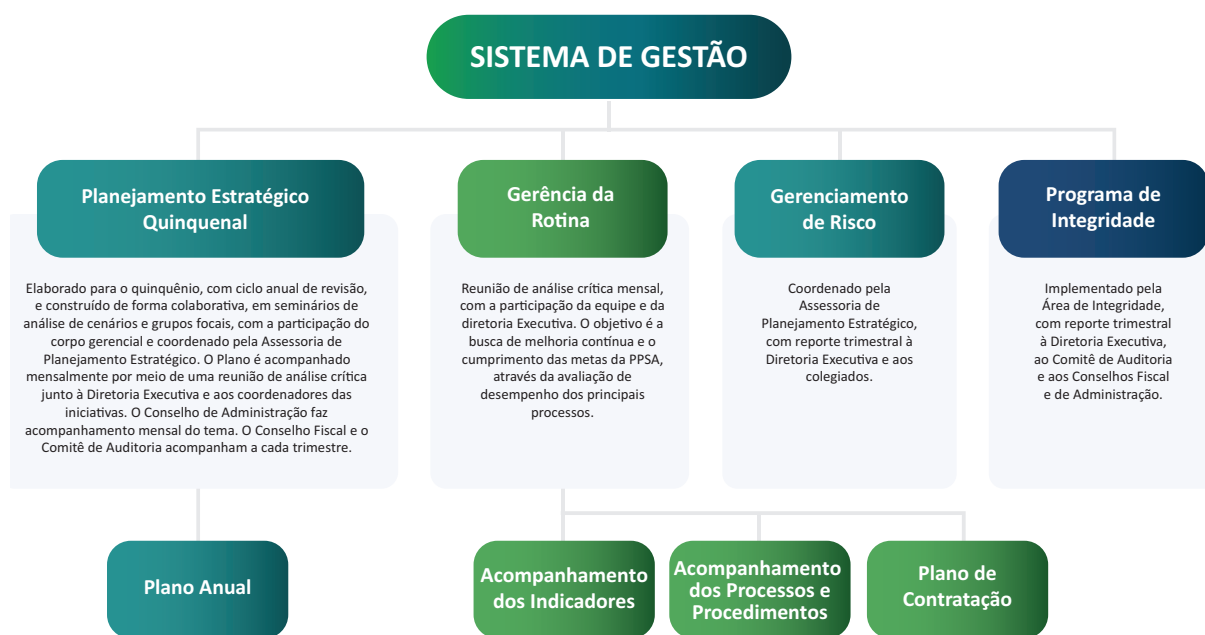 SISTEMA DE GESTÃO
Planejamento Estratégico
Quinquenal
Elaborado para o quinquênio, com ciclo anual de revisão,
e construído de forma colaborativa, em seminários de
análise de cenários e grupos focais, com a participação do
corpo gerencial e coordenado pela Assessoria de
Planejamento Estratégico. O Plano é acompanhado
mensalmente por meio de uma reunião de análise crítica
junto à Diretoria Executiva e aos coordenadores das
iniciativas. O Conselho de Administração faz
acompanhamento mensal do tema. O Conselho Fiscal e o
Comitê de Auditoria acompanham a cada trimestre.
Plano Anual
Gerência da
Rotina
Reunião de análise crítica mensal,
com a participação da equipe e da
diretoria Executiva. O objetivo é a
busca de melhoria contínua e o
cumprimento das metas da PPSA,
através da avaliação de
desempenho dos principais
processos.
Acompanhamento
dos Indicadores
Acompanhamento
dos Processos e
Procedimentos
Plano de
Contratação
Gerenciamento
de Risco
Coordenado pela
Assessoria de
Planejamento Estratégico,
com reporte trimestral à
Diretoria Executiva e aos
colegiados.
Programa de
Integridade
Implementado pela
Área de Integridade,
com reporte trimestral
à Diretoria Executiva,
ao Comitê de Auditoria
e aos Conselhos Fiscal
e de Administração.